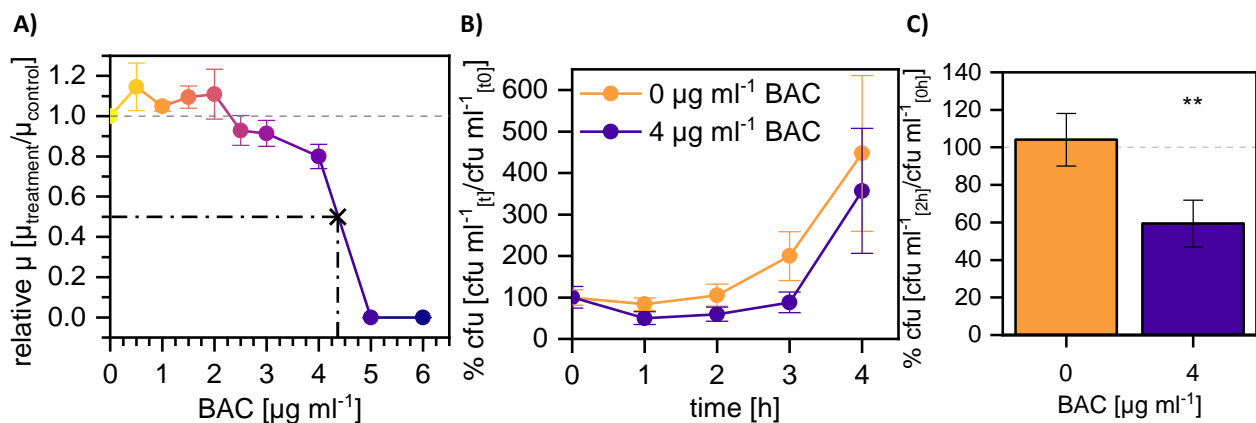 A)
relative μ [μtreatment/μcontrol]
1.2
1.0
0.8
0.6
0.4
0.2
0.0
0 1 2 3 4 5 6
BAC [μg ml-1]
B)
% cfu [cfu ml-1[t]/cfu ml-1[t0]]
600
500
400
300
200
100
0
0 μg ml-1 BAC
4 μg ml-1 BAC
0 1 2 3 4
time [h]
C)
% cfu [cfu ml-1[2h]/cfu ml-1[0h]]
140
120
100
80
60
40
20
0
**
0 4
BAC [μg ml-1]